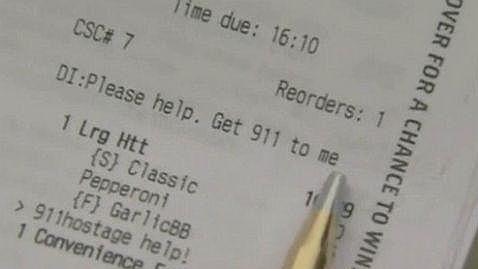 Time due: 16:10
CSC# 7
Reorders: 1
DI:Please help. Get 911 to me
1 Lrg Htt
{S} Classic
Pepperoni
{F} GarlicBB
> 911hostage help!
1 Convenience
OVER FOR A CHANCE TO WIN